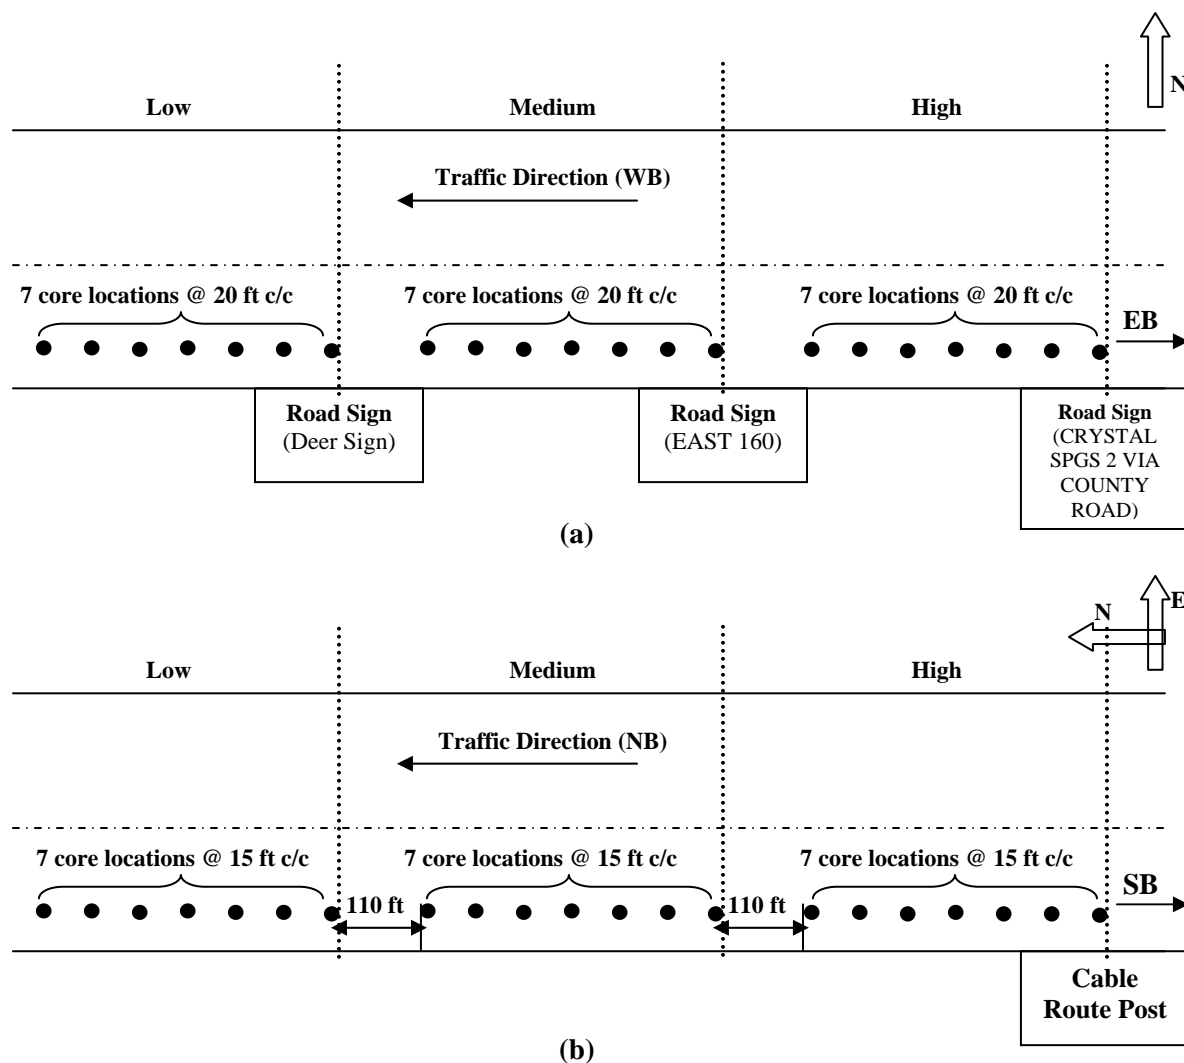 N
Low Medium High
Traffic Direction (WB)
7 core locations @ 20 ft c/c 7 core locations @ 20 ft c/c 7 core locations @ 20 ft c/c
EB
Road Sign
(Deer Sign)
Road Sign
(EAST 160)
Road Sign
(CRYSTAL
SPGS 2 VIA
COUNTY
ROAD)
(a)
N E
Low Medium High
Traffic Direction (NB)
7 core locations @ 15 ft c/c 7 core locations @ 15 ft c/c 7 core locations @ 15 ft c/c
110 ft 110 ft SB
Cable
Route Post
(b)